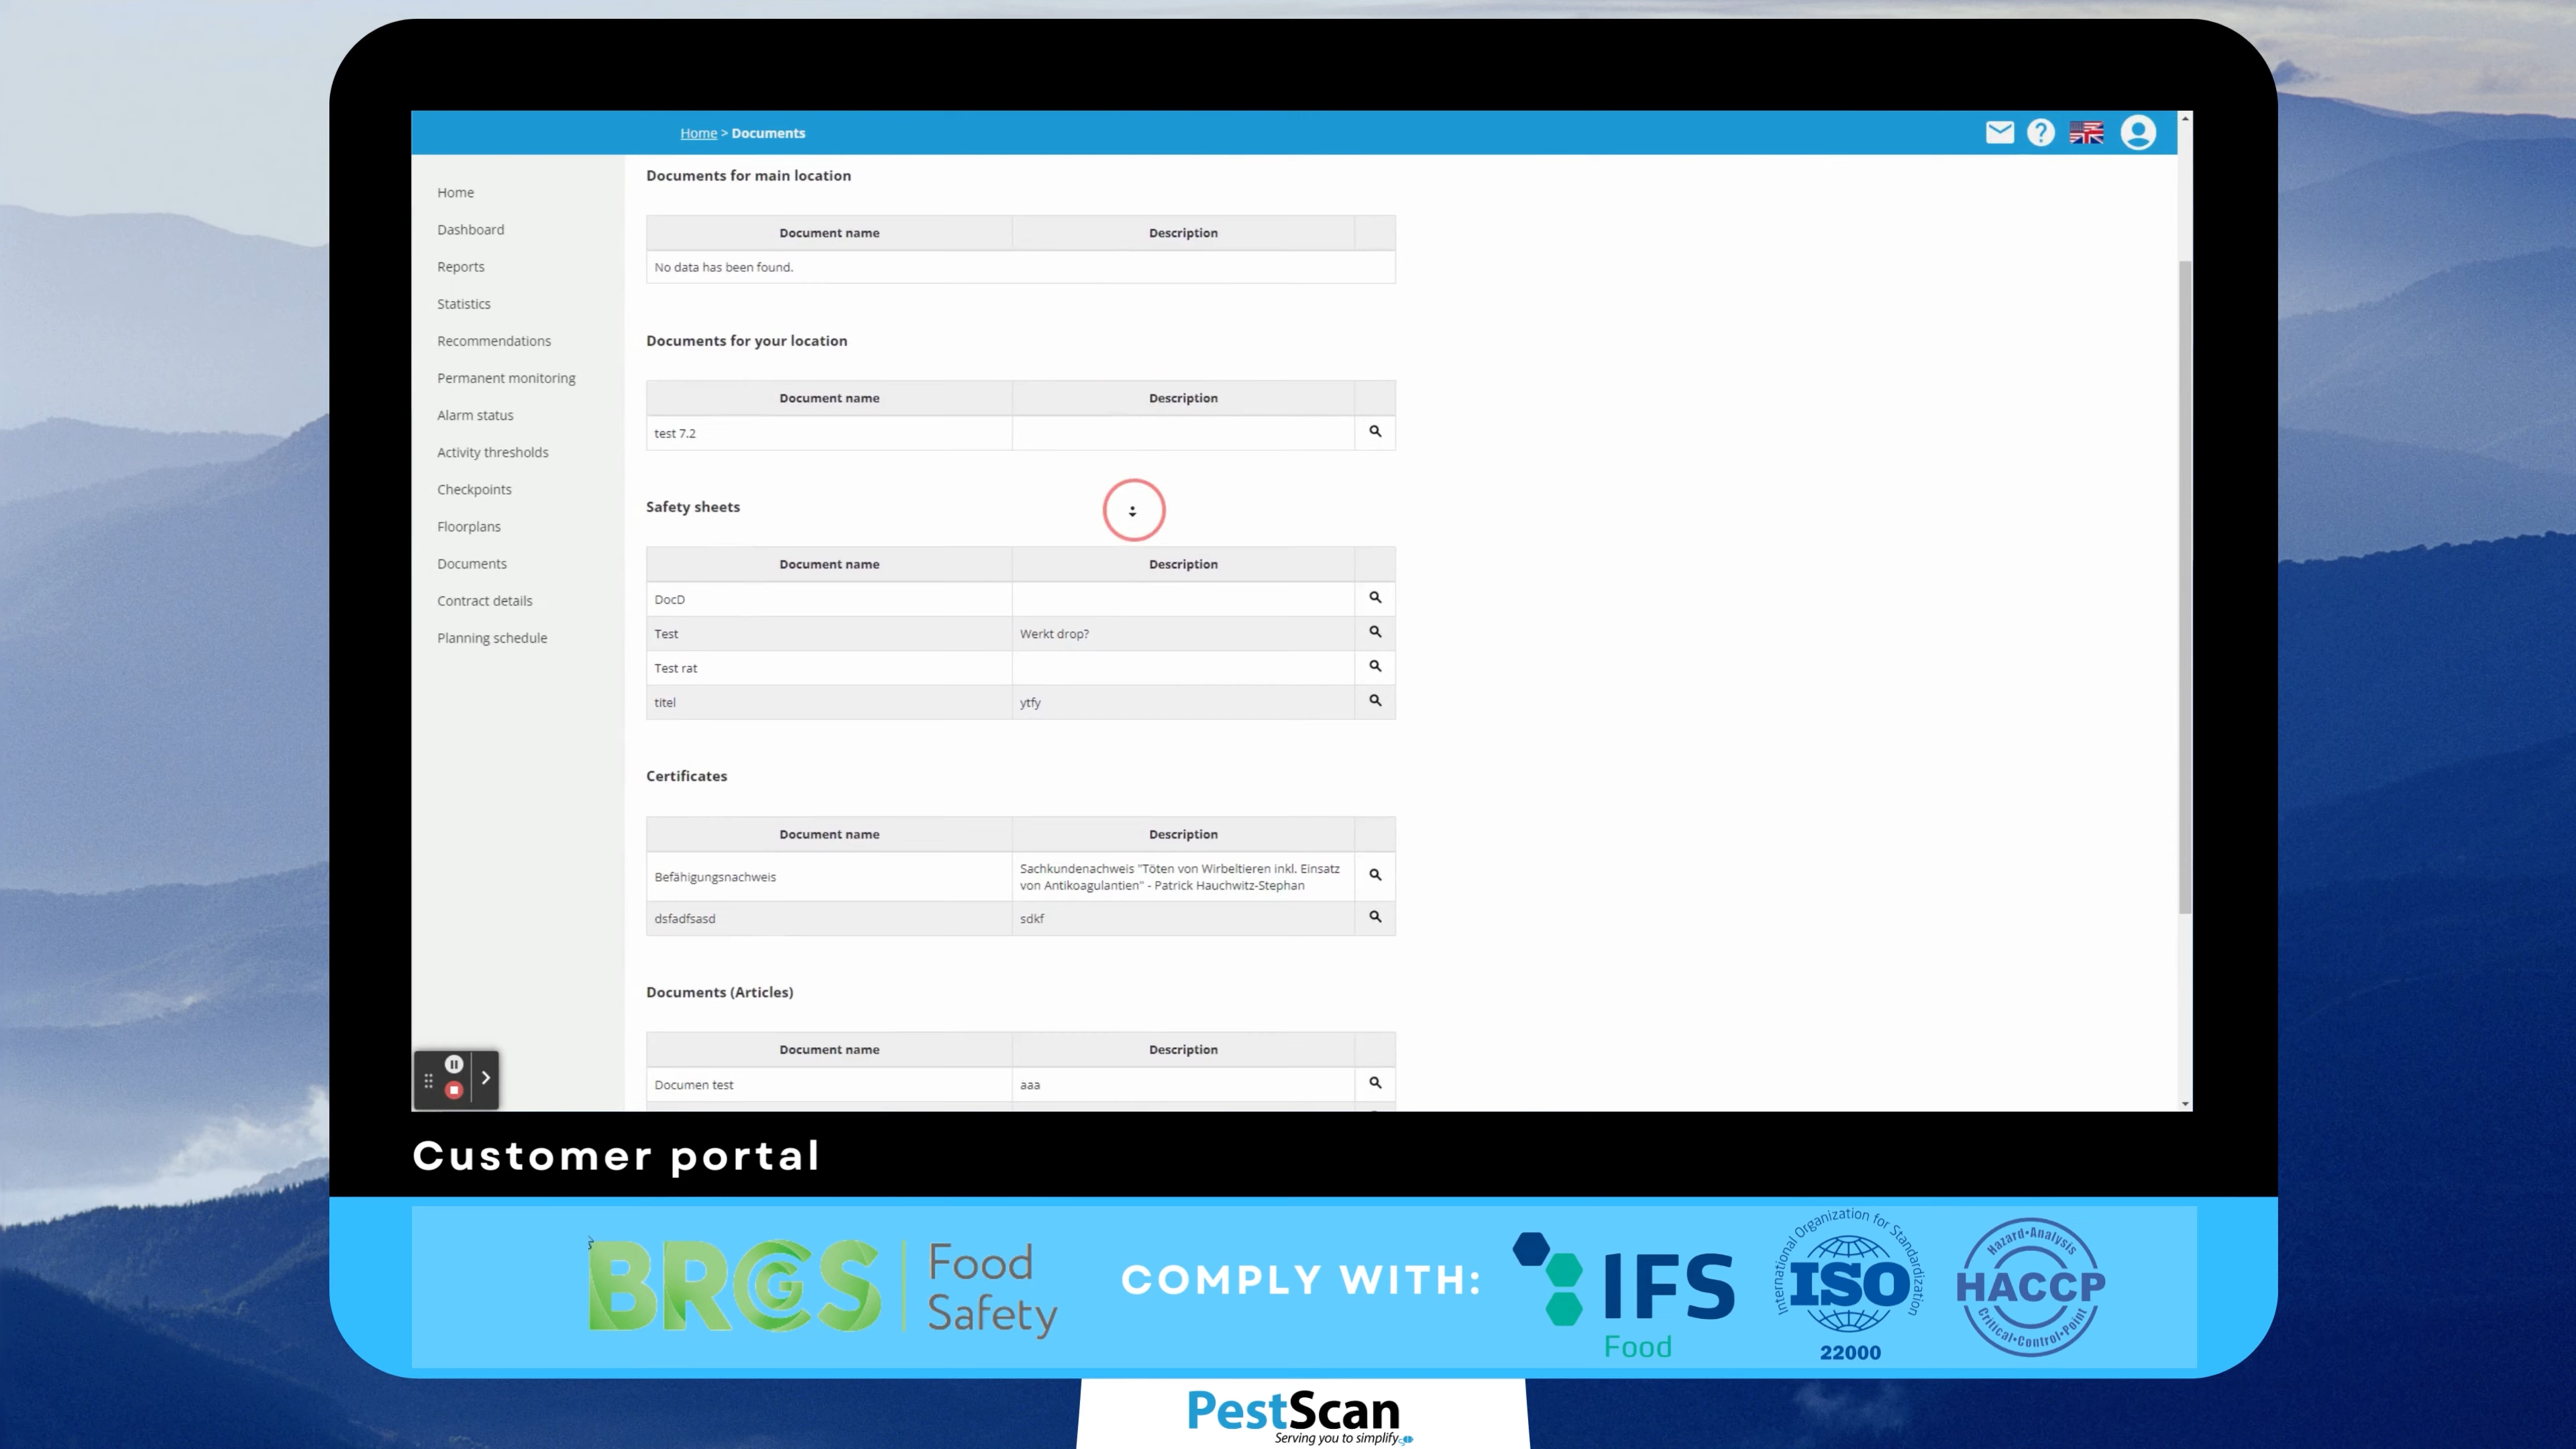 Home > Documents
Home
Dashboard
Reports
Statistics
Recommendations
Permanent monitoring
Alarm status
Activity thresholds
Checkpoints
Floorplans
Documents
Contract details
Planning schedule
Documents for main location
Document name Description
No data has been found.
Documents for your location
Document name Description
test 7.2
Safety sheets
Document name Description
DocD
Test Werkt drop?
Test rat
titel ytfy
Certificates
Document name Description
Befähigungsnachweis Sachkundenachweis "Töten von Wirbeltieren inkl. Einsatz
von Antikoagulantien" - Patrick Hauchwitz-Stephan
dsfadfsasd sdkf
Documents (Articles)
Document name Description
Documen test aaa
Customer portal
BRCGS Food
Safety
COMPLY WITH:
IFS
Food
International Organization for Standardization
ISO
22000
Hazard•Analysis
HACCP
Critical•Control•Point
PestScan
Serving you to simplify